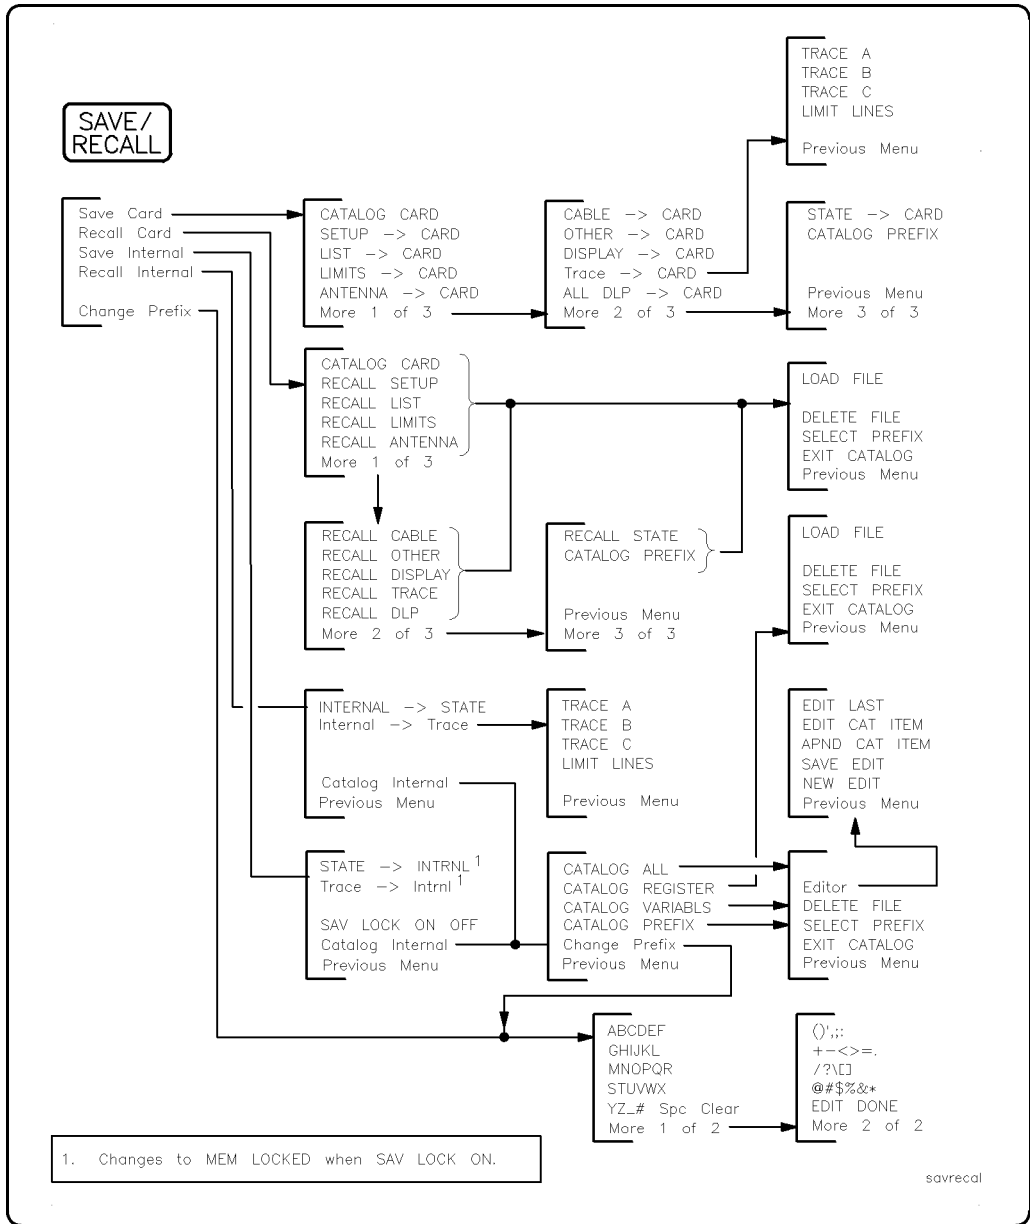 SAVE/
RECALL
TRACE A
TRACE B
TRACE C
LIMIT LINES
Previous Menu
Save Card
Recall Card
Save Internal
Recall Internal
Change Prefix
CATALOG CARD
SETUP -> CARD
LIST -> CARD
LIMITS -> CARD
ANTENNA -> CARD
More 1 of 3
CABLE -> CARD
OTHER -> CARD
DISPLAY -> CARD
Trace -> CARD
ALL DLP -> CARD
More 2 of 3
STATE -> CARD
CATALOG PREFIX
Previous Menu
More 3 of 3
CATALOG CARD
RECALL SETUP
RECALL LIST
RECALL LIMITS
RECALL ANTENNA
More 1 of 3
LOAD FILE
DELETE FILE
SELECT PREFIX
EXIT CATALOG
Previous Menu
RECALL CABLE
RECALL OTHER
RECALL DISPLAY
RECALL TRACE
RECALL DLP
More 2 of 3
RECALL STATE
CATALOG PREFIX
Previous Menu
More 3 of 3
LOAD FILE
DELETE FILE
SELECT PREFIX
EXIT CATALOG
Previous Menu
INTERNAL -> STATE
Internal -> Trace
Catalog Internal
Previous Menu
TRACE A
TRACE B
TRACE C
LIMIT LINES
Previous Menu
EDIT LAST
EDIT CAT ITEM
APND CAT ITEM
SAVE EDIT
NEW EDIT
Previous Menu
STATE -> INTRNL 1
Trace -> Intrnl 1
SAV LOCK ON OFF
Catalog Internal
Previous Menu
CATALOG ALL
CATALOG REGISTER
CATALOG VARIABLS
CATALOG PREFIX
Change Prefix
Previous Menu
Editor
DELETE FILE
SELECT PREFIX
EXIT CATALOG
Previous Menu
ABCDEF
GHIJKL
MNOPQR
STUVWX
YZ_# Spc Clear
More 1 of 2
()',;:
+-<>=.
/?\[]
@#$%&*
EDIT DONE
More 2 of 2
1. Changes to MEM LOCKED when SAV LOCK ON.
savrecal